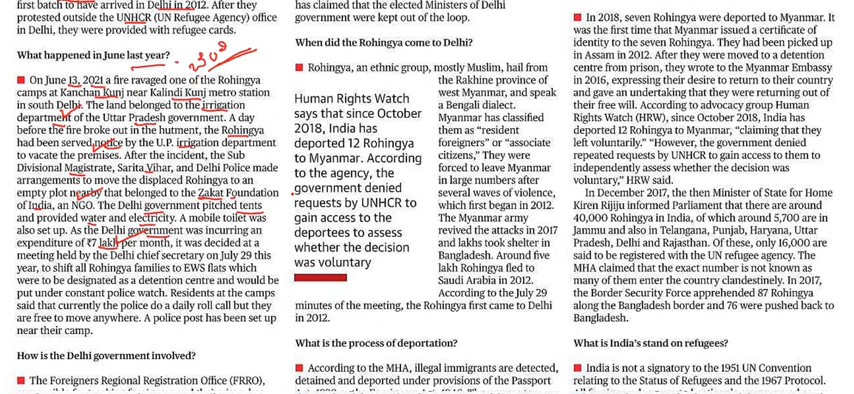 first batch to have arrived in Delhi in 2012. After they
protested outside the UNHCR (UN Refugee Agency) office
in Delhi, they were provided with refugee cards.
What happened in June last year?
2300
■ On June 13, 2021 a fire ravaged one of the Rohingya
camps at Kanchan Kunj near Kalindi Kunj metro station
in south Delhi. The land belonged to the irrigation
department of the Uttar Pradesh government. A day
before the fire broke out in the hutment, the Rohingya
had been served notice by the U.P. irrigation department
to vacate the premises. After the incident, the Sub
Divisional Magistrate, Sarita Vihar, and Delhi Police made
arrangements to move the displaced Rohingya to an
empty plot nearby that belonged to the Zakat Foundation
of India, an NGO. The Delhi government pitched tents
and provided water and electricity. A mobile toilet was
also set up. As the Delhi government was incurring an
expenditure of ₹7 lakh per month, it was decided at a
meeting held by the Delhi chief secretary on July 29 this
year, to shift all Rohingya families to EWS flats which
were to be designated as a detention centre and would be
put under constant police watch. Residents at the camps
said that currently the police do a daily roll call but they
are free to move anywhere. A police post has been set up
near their camp.
How is the Delhi government involved?
■ The Foreigners Regional Registration Office (FRRO),
has claimed that the elected Ministers of Delhi
government were kept out of the loop.
When did the Rohingya come to Delhi?
■ Rohingya, an ethnic group, mostly Muslim, hail from
the Rakhine province of
west Myanmar, and speak
a Bengali dialect.
Myanmar has classified
them as “resident
foreigners” or “associate
citizens,” They were
forced to leave Myanmar
in large numbers after
several waves of violence,
which first began in 2012.
The Myanmar army
revived the attacks in 2017
and lakhs took shelter in
Bangladesh. Around five
lakh Rohingya fled to
Saudi Arabia in 2012.
According to the July 29
minutes of the meeting, the Rohingya first came to Delhi
in 2012.
Human Rights Watch
says that since October
2018, India has
deported 12 Rohingya
to Myanmar. According
to the agency, the
government denied
requests by UNHCR to
gain access to the
deportees to assess
whether the decision
was voluntary
What is the process of deportation?
■ According to the MHA, illegal immigrants are detected,
detained and deported under provisions of the Passport
■ In 2018, seven Rohingya were deported to Myanmar. It
was the first time that Myanmar issued a certificate of
identity to the seven Rohingya. They had been picked up
in Assam in 2012. After they were moved to a detention
centre from prison, they wrote to the Myanmar Embassy
in 2016, expressing their desire to return to their country
and gave an undertaking that they were returning out of
their free will. According to advocacy group Human
Rights Watch (HRW), since October 2018, India has
deported 12 Rohingya to Myanmar, “claiming that they
left voluntarily.” “However, the government denied
repeated requests by UNHCR to gain access to them to
independently assess whether the decision was
voluntary,” HRW said.
In December 2017, the then Minister of State for Home
Kiren Rijiju informed Parliament that there are around
40,000 Rohingya in India, of which around 5,700 are in
Jammu and also in Telangana, Punjab, Haryana, Uttar
Pradesh, Delhi and Rajasthan. Of these, only 16,000 are
said to be registered with the UN refugee agency. The
MHA claimed that the exact number is not known as
many of them enter the country clandestinely. In 2017,
the Border Security Force apprehended 87 Rohingya
along the Bangladesh border and 76 were pushed back to
Bangladesh.
What is India’s stand on refugees?
■ India is not a signatory to the 1951 UN Convention
relating to the Status of Refugees and the 1967 Protocol.